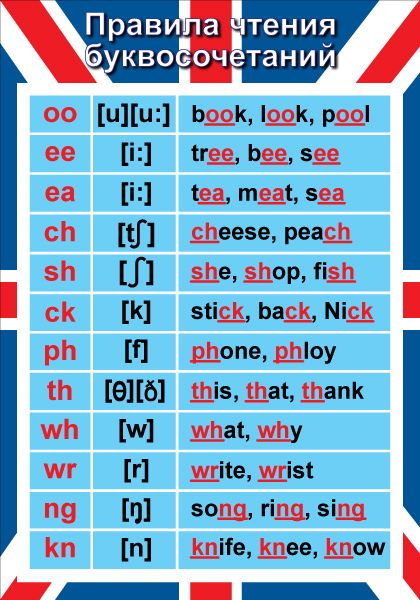 Правила чтения
буквосочетаний
oo [u][u:] book, look, pool
ee [i:] tree, bee, see
ea [i:] tea, meat, sea
ch [tʃ] cheese, peach
sh [ʃ] she, shop, fish
ck [k] stick, back, Nick
ph [f] phone, phloy
th [θ][ð] this, that, thank
wh [w] what, why
wr [r] write, wrist
ng [ŋ] song, ring, sing
kn [n] knife, knee, know